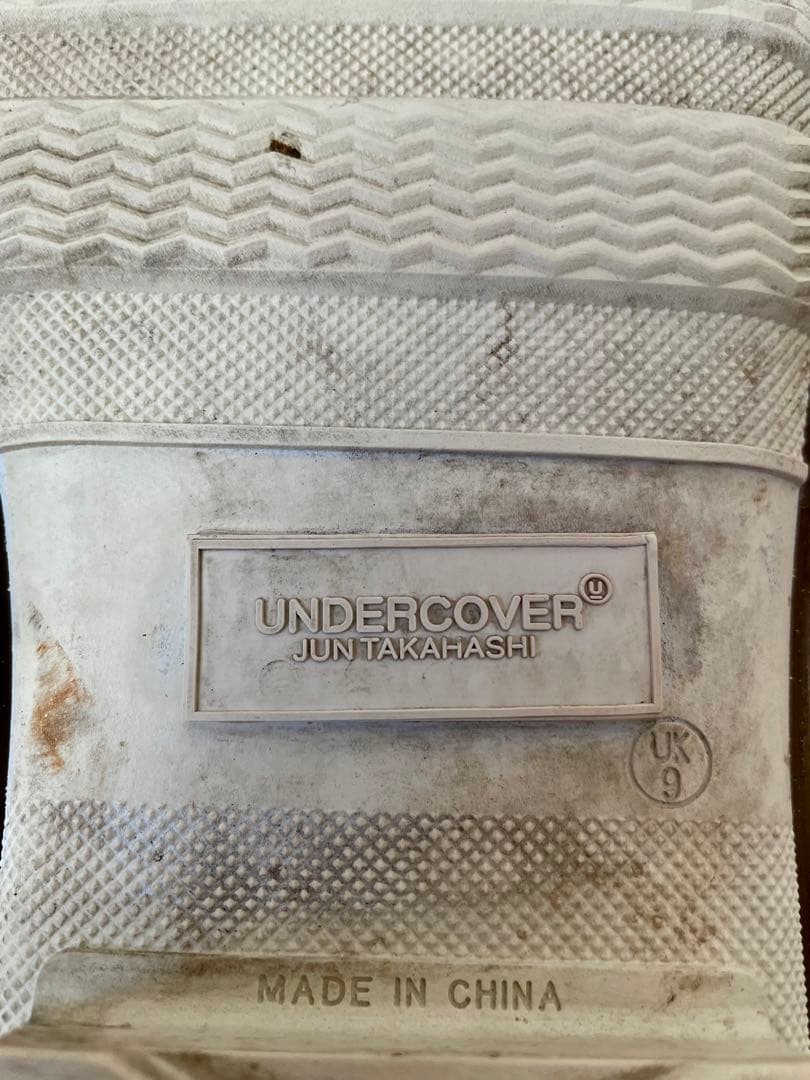 UNDERCOVER U
JUN TAKAHASHI
UK
9
MADE IN CHINA